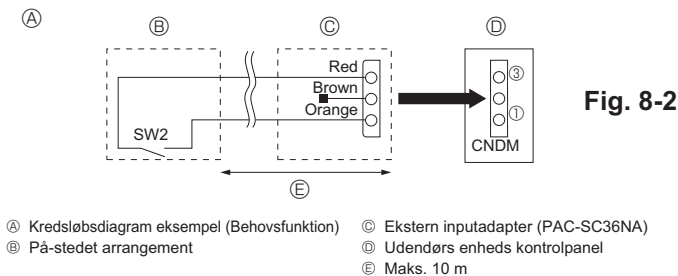 Ⓐ
Ⓑ
Ⓒ
Ⓓ
Red
Brown
Orange
SW2
③
①
CNDM
Ⓔ
Fig. 8-2
Ⓐ Kredsløbsdiagram eksempel (Behovsfunktion)
Ⓑ På-stedet arrangement
Ⓒ Ekstern inputadapter (PAC-SC36NA)
Ⓓ Udendørs enheds kontrolpanel
Ⓔ Maks. 10 m